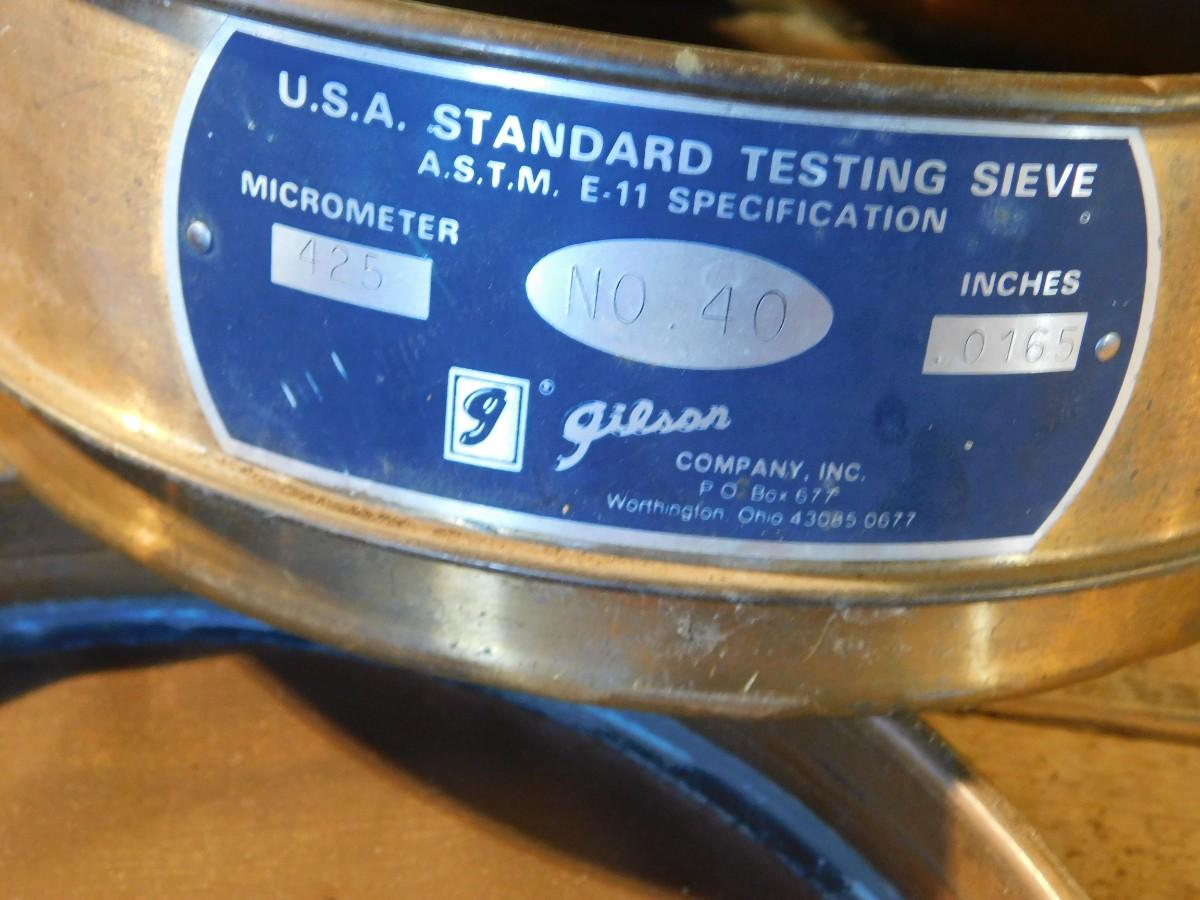 U.S.A. STANDARD TESTING SIEVE
A.S.T.M. E-11 SPECIFICATION
MICROMETER
425
NO. 40
INCHES
.0165
g ® gilson
COMPANY, INC.
P O Box 677
Worthington Ohio 43085 0677